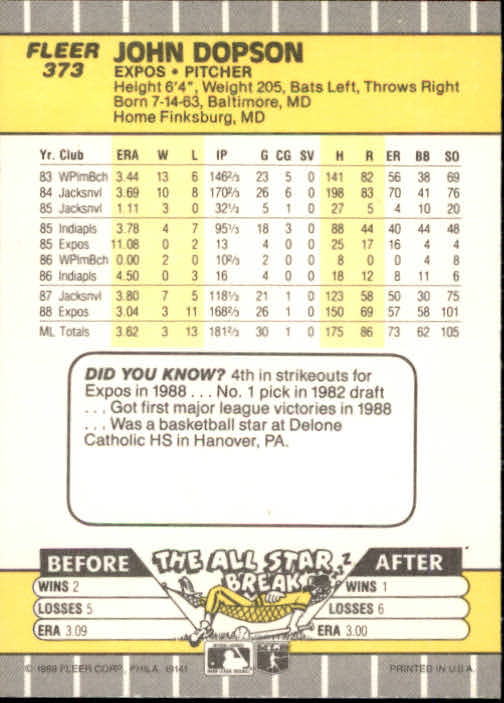 FLEER JOHN DOPSON
373 EXPOS • PITCHER
Height 6'4", Weight 205, Bats Left, Throws Right
Born 7-14-63, Baltimore, MD
Home Finksburg, MD
Yr. Club ERA W L IP G CG SV H R ER BB SO
83 WPlmBch 3.44 13 6 146⅔ 23 5 0 141 82 56 38 69
84 Jacksnvl 3.69 10 8 170⅔ 26 6 0 198 83 70 41 76
85 Jacksnvl 1.11 3 0 32⅓ 5 1 0 27 5 4 10 20
85 Indiapls 3.78 4 7 95⅓ 18 3 0 88 44 40 44 48
85 Expos 11.08 0 2 13 4 0 0 25 17 16 4 4
86 WPlmBch 0.00 2 0 10⅔ 2 0 0 8 0 0 4 8
86 Indiapls 4.50 0 3 16 4 0 0 18 12 8 11 6
87 Jacksnvl 3.80 7 5 118⅓ 21 1 0 123 58 50 30 75
88 Expos 3.04 3 11 168⅔ 26 1 0 150 69 57 58 101
ML Totals 3.62 3 13 181⅔ 30 1 0 175 86 73 62 105
DID YOU KNOW? 4th in strikeouts for
Expos in 1988 . . . No. 1 pick in 1982 draft
. . . Got first major league victories in 1988
. . . Was a basketball star at Delone
Catholic HS in Hanover, PA.
BEFORE THE ALL STAR BREAK AFTER
WINS 2 WINS 1
LOSSES 5 LOSSES 6
ERA 3.09 ERA 3.00
© 1989 FLEER CORP., PHILA. 19141 PRINTED IN U.S.A.